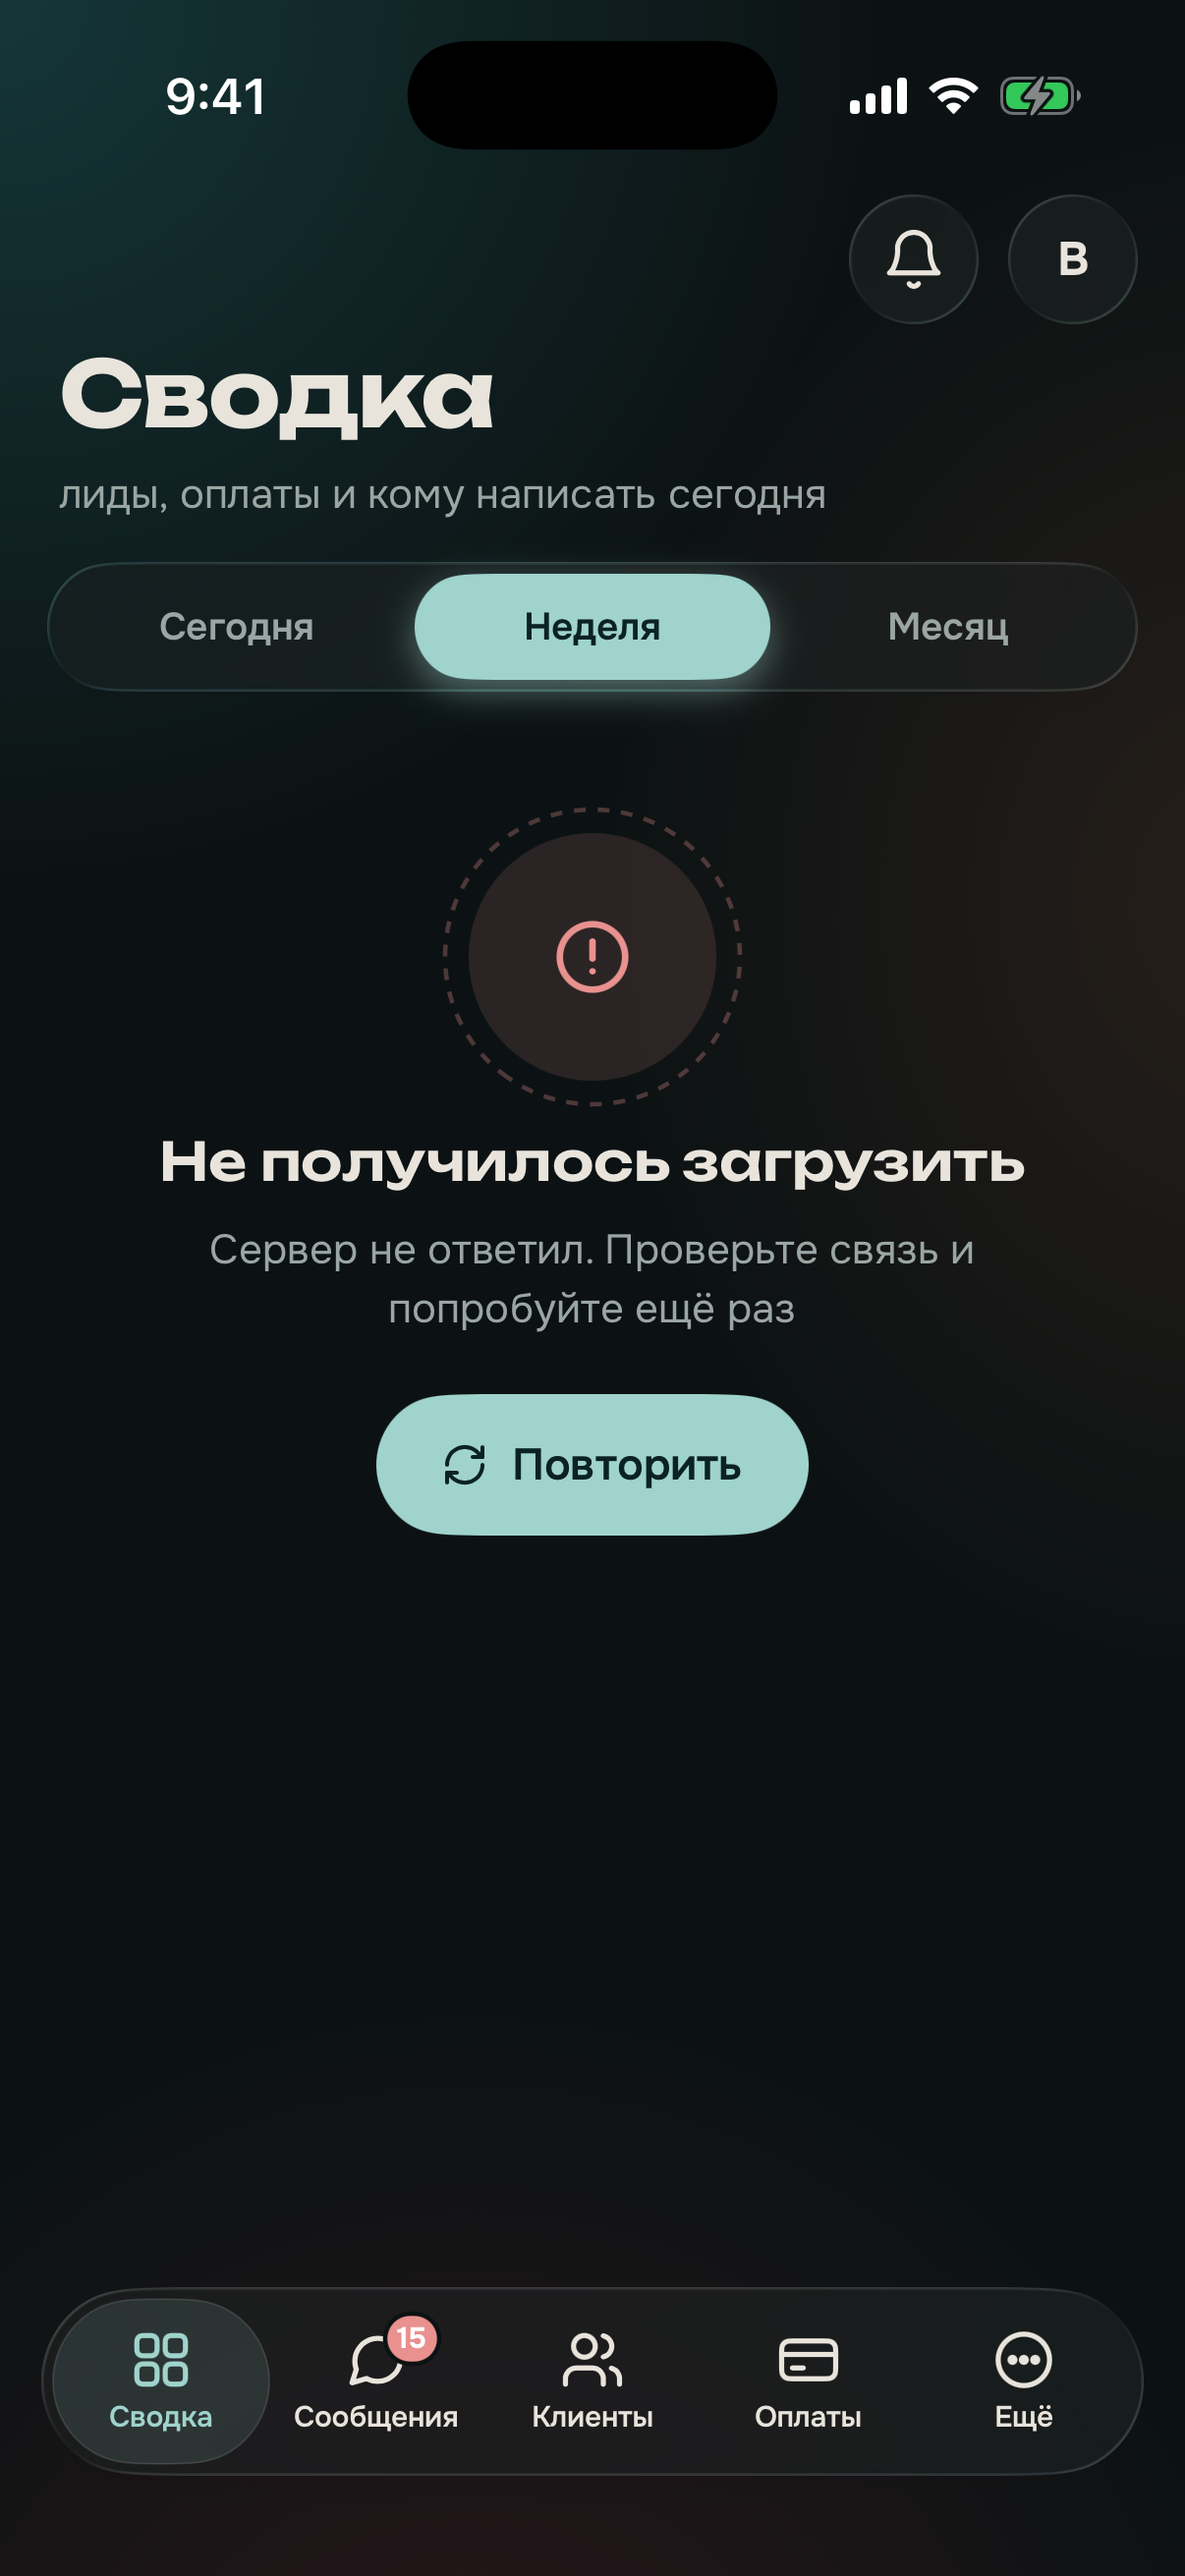 9:41
B
Сводка
лиды, оплаты и кому написать сегодня
Сегодня Неделя Месяц
Не получилось загрузить
Сервер не ответил. Проверьте связь и
попробуйте ещё раз
Повторить
15
Сводка Сообщения Клиенты Оплаты Ещё